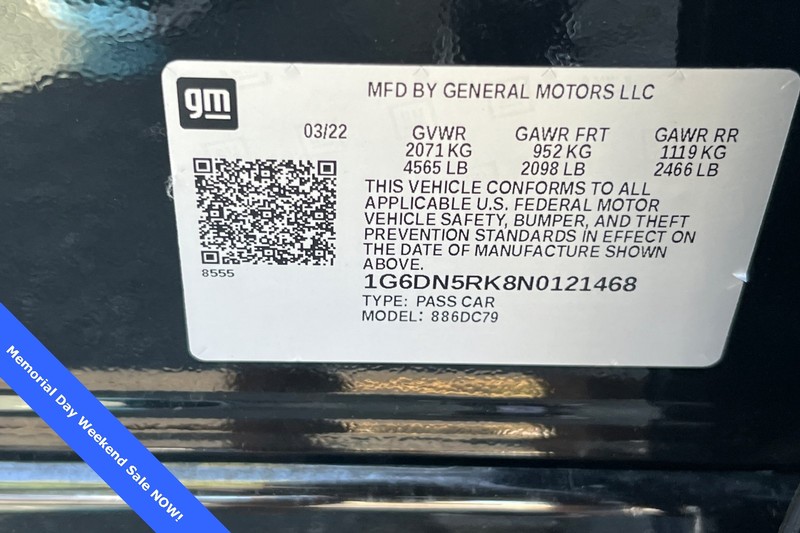 gm
MFD BY GENERAL MOTORS LLC
03/22 GVWR GAWR FRT GAWR RR
2071 KG 952 KG 1119 KG
4565 LB 2098 LB 2466 LB
THIS VEHICLE CONFORMS TO ALL
APPLICABLE U.S. FEDERAL MOTOR
VEHICLE SAFETY, BUMPER, AND THEFT
PREVENTION STANDARDS IN EFFECT ON
THE DATE OF MANUFACTURE SHOWN
ABOVE.
8555
1G6DN5RK8N0121468
TYPE: PASS CAR
MODEL: 886DC79
Memorial Day Weekend Sale NOW!